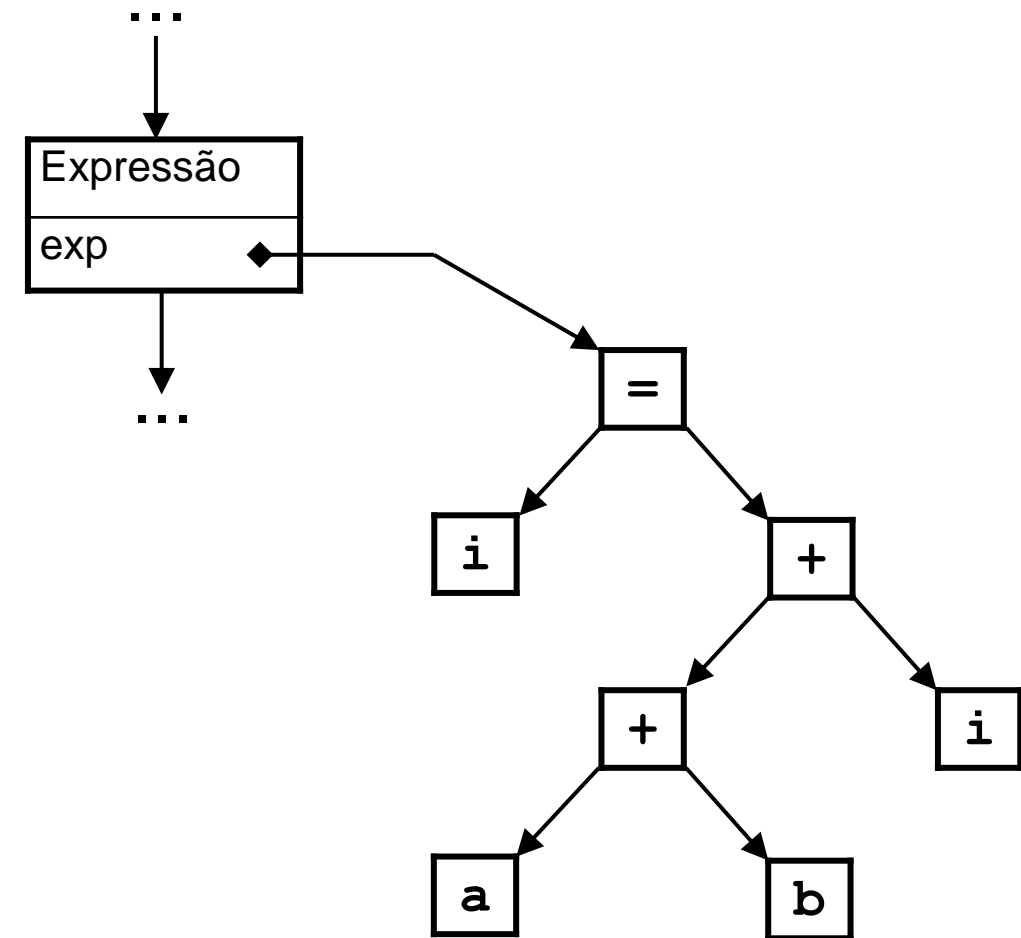 ...
Expressão
exp
=
...
i
+
+
i
a
b